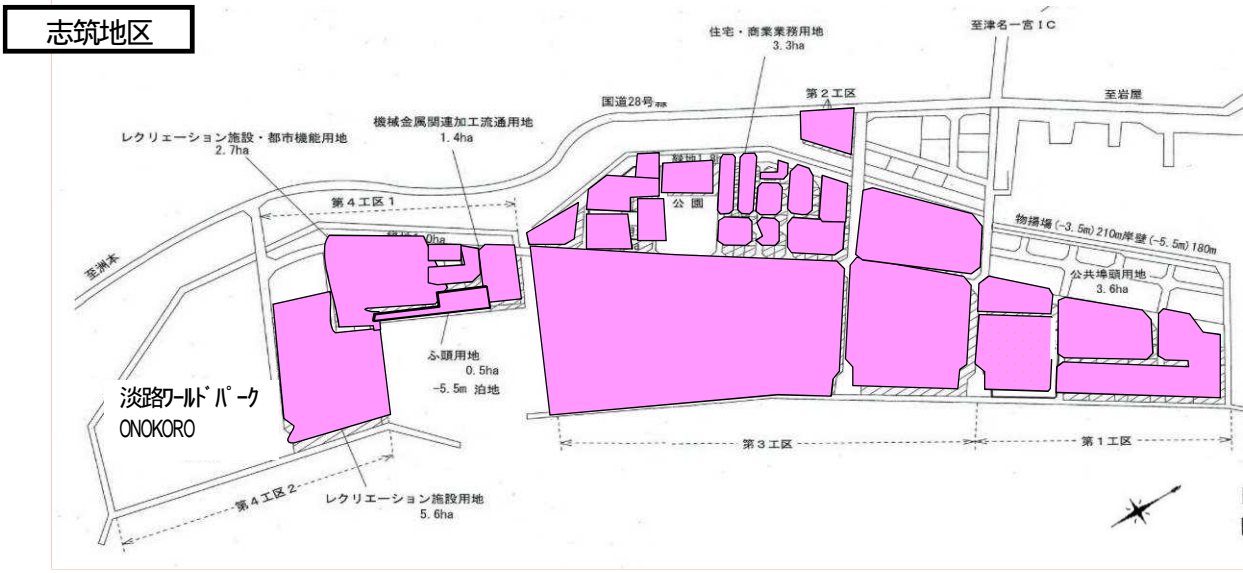 志筑地区
住宅・商業業務用地
3.3ha
至津名一宮IC
第2工区
国道28号
至岩屋
機械金属関連加工流通用地
1.4ha
レクリェーション施設・都市機能用地
2.7ha
公園
第4工区1
物揚場(-3.5m)210m岸壁(-5.5m)180m
至洲本
公共埠頭用地
3.6ha
ふ頭用地
0.5ha
-5.5m 泊地
淡路ワールドパーク
ONOKORO
第3工区
第1工区
第4工区2
レクリエーション施設用地
5.6ha